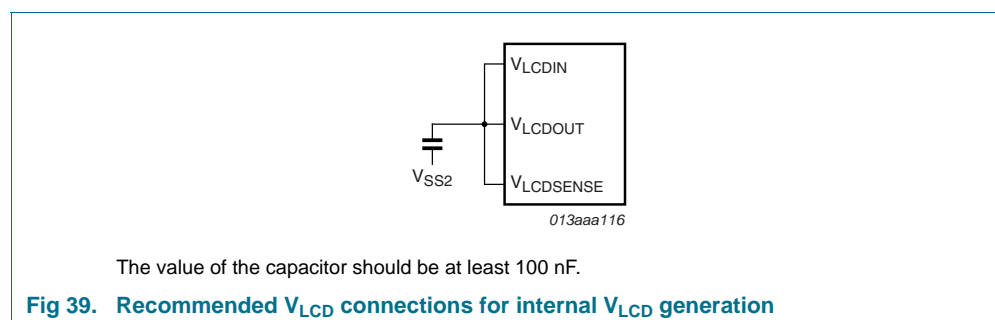 VLCDIN
VLCDOUT
VSS2
VLCDSENSE
013aaa116
The value of the capacitor should be at least 100 nF.
Fig 39. Recommended VLCD connections for internal VLCD generation